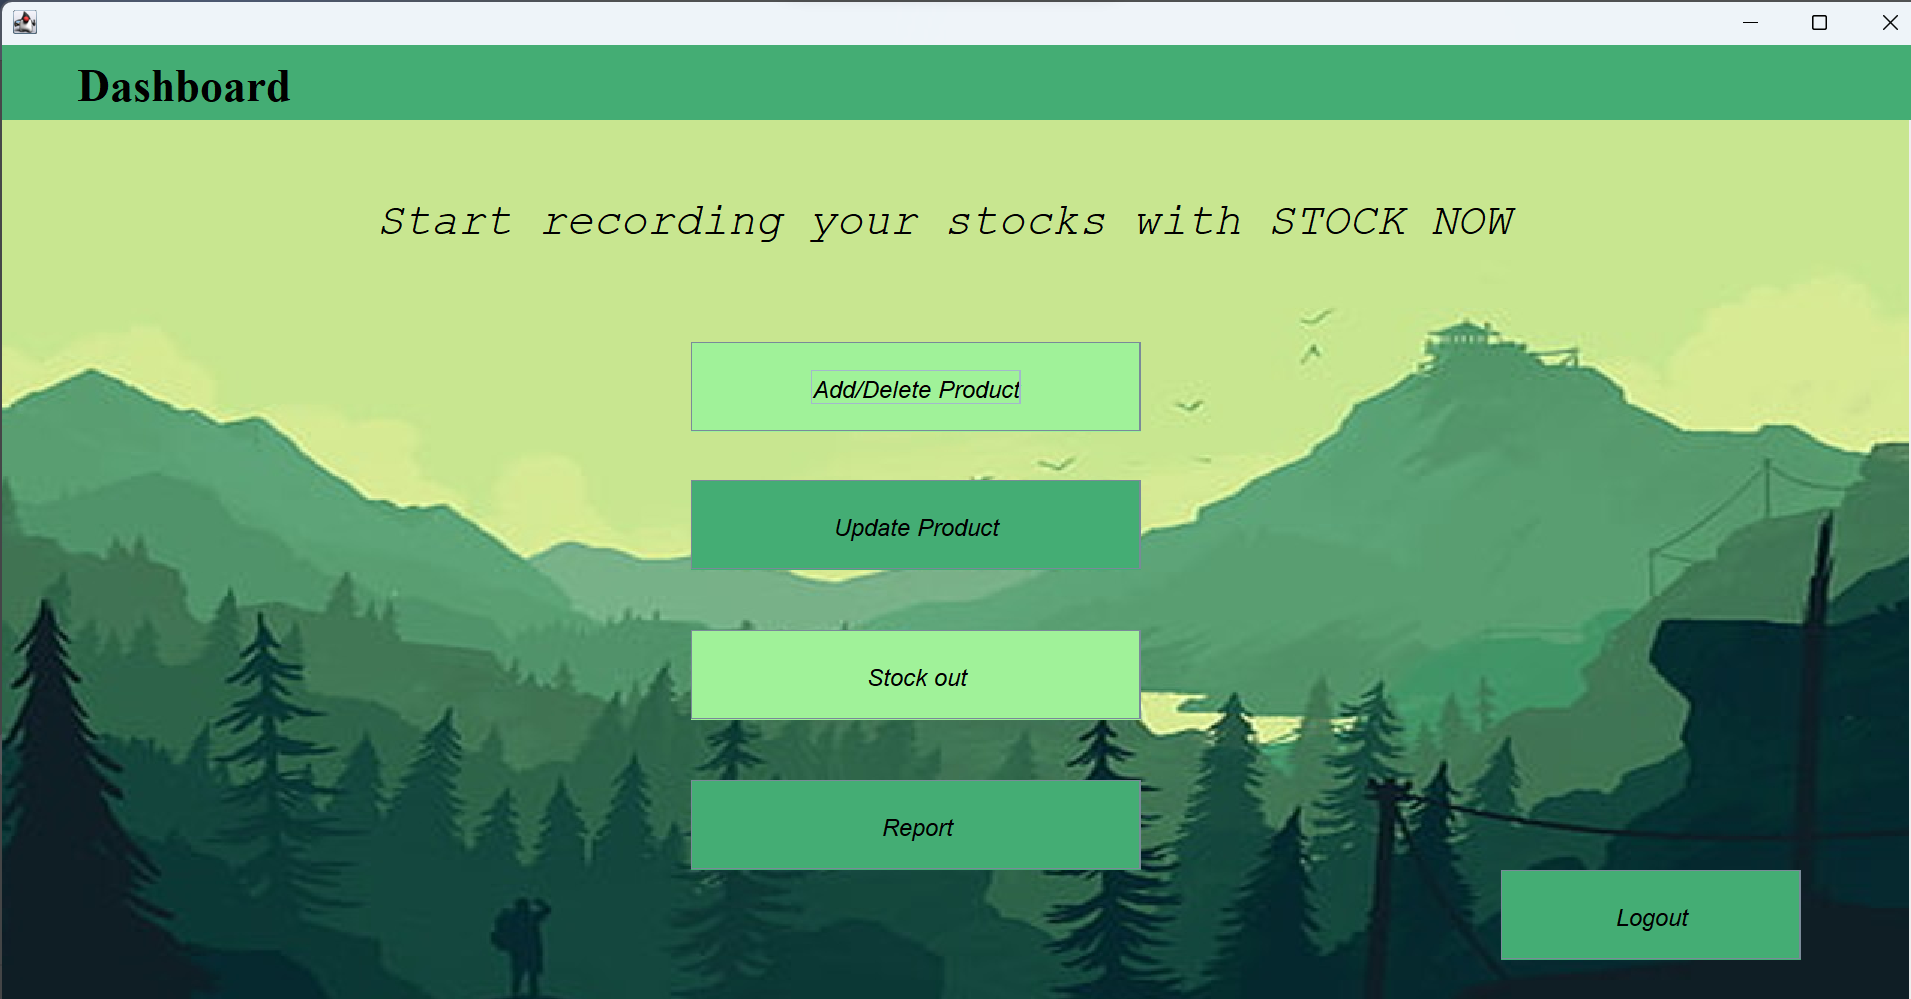 Dashboard
Start recording your stocks with STOCK NOW
Add/Delete Product
Update Product
Stock out
Report
Logout